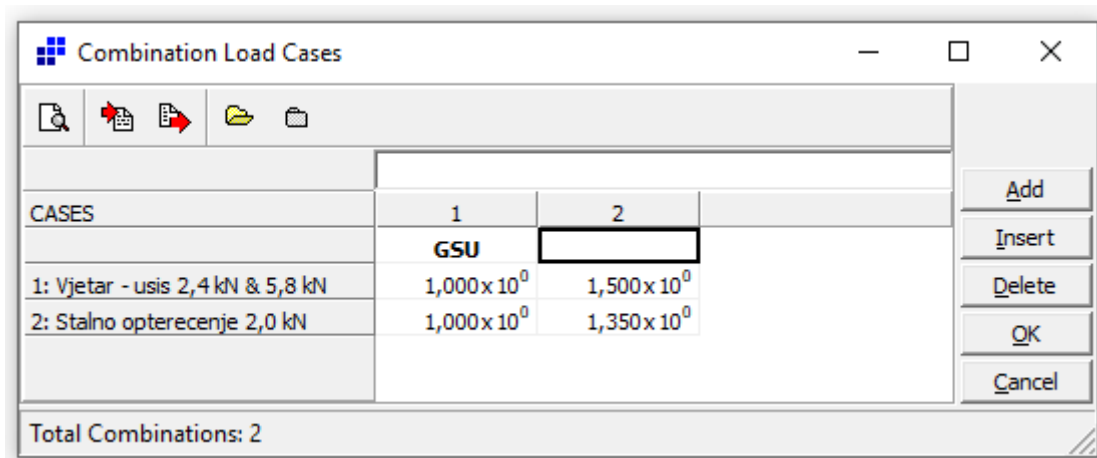 Combination Load Cases
Add
CASES 1 2
GSU
Insert
1: Vjetar - usis 2,4 kN & 5,8 kN 1,000 x 10⁰ 1,500 x 10⁰
Delete
2: Stalno opterecenje 2,0 kN 1,000 x 10⁰ 1,350 x 10⁰
OK
Cancel
Total Combinations: 2